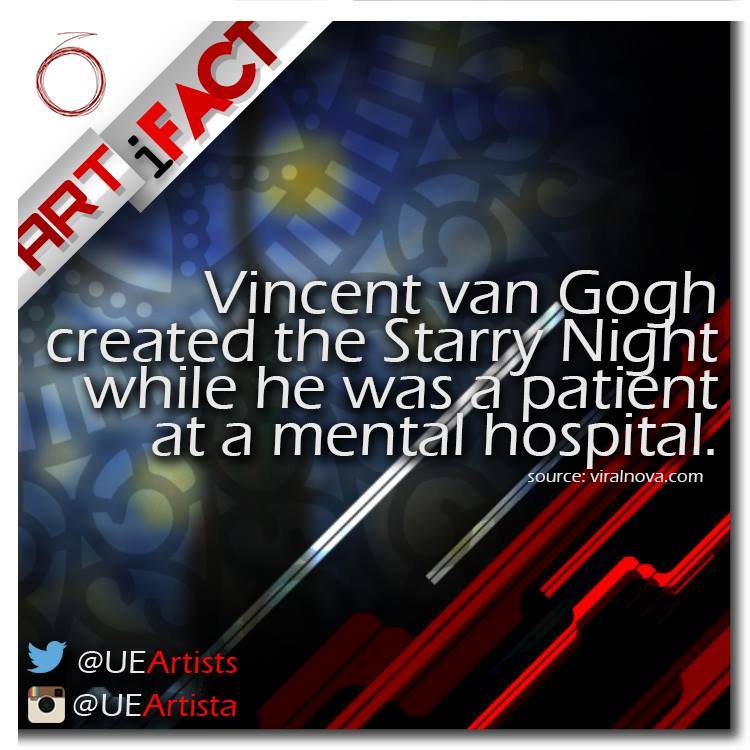 ART iFACT
Vincent van Gogh
created the Starry Night
while he was a patient
at a mental hospital.
source: viralnova.com
@UEArtists
@UEArtista